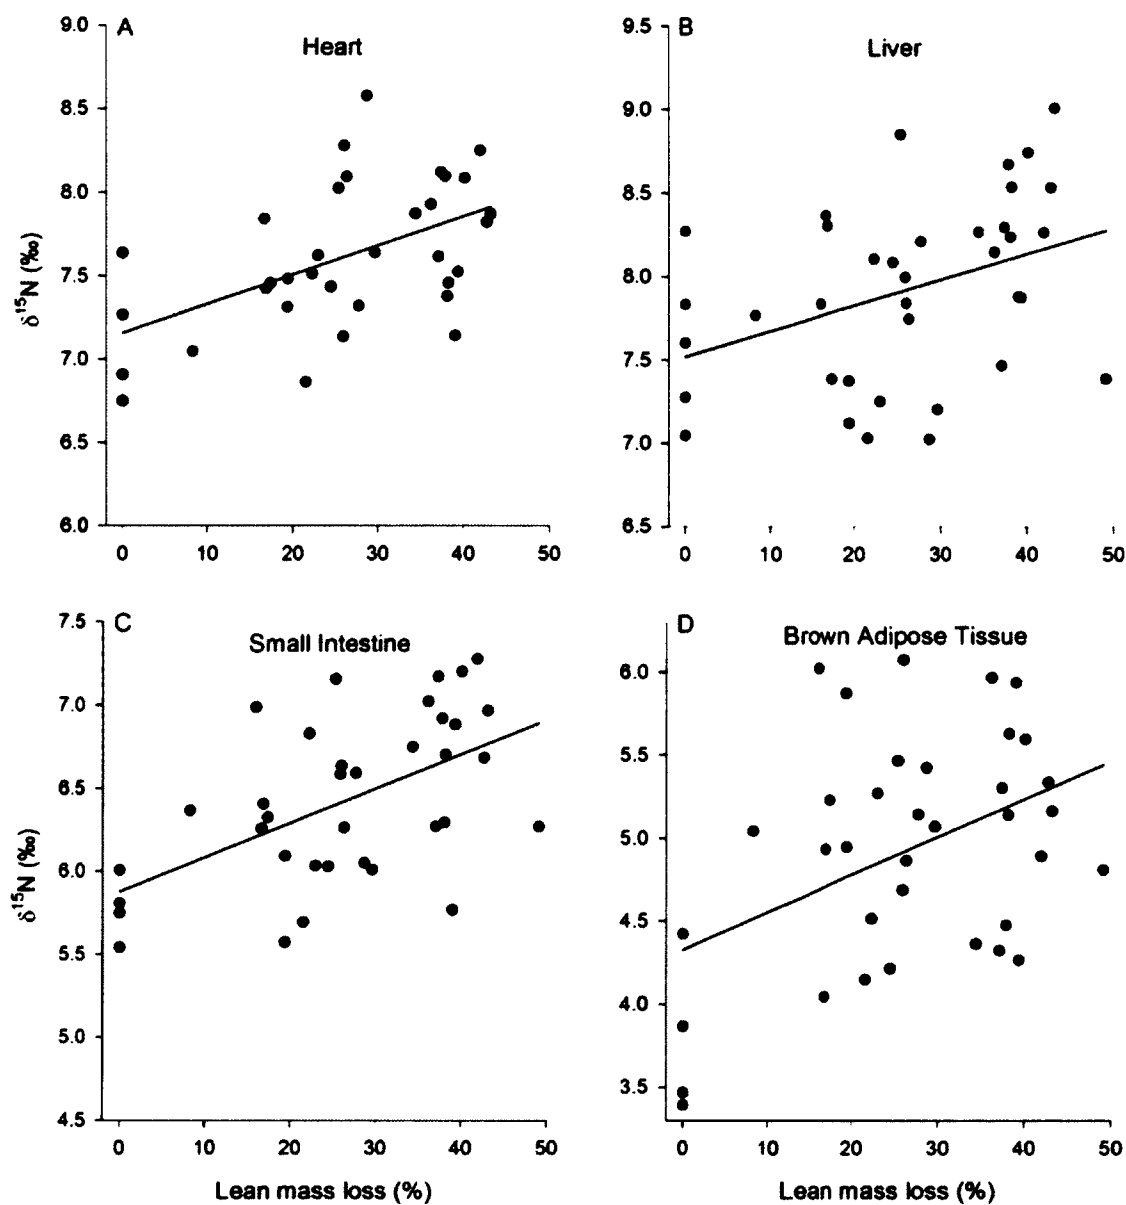 A
Heart
9.0
8.5
8.0
7.5
7.0
6.5
6.0
δ15N (‰)
0 10 20 30 40 50
B
Liver
9.5
9.0
8.5
8.0
7.5
7.0
6.5
0 10 20 30 40 50
C
Small Intestine
7.5
7.0
6.5
6.0
5.5
5.0
4.5
δ15N (‰)
0 10 20 30 40 50
Lean mass loss (%)
D
Brown Adipose Tissue
6.0
5.5
5.0
4.5
4.0
3.5
0 10 20 30 40 50
Lean mass loss (%)